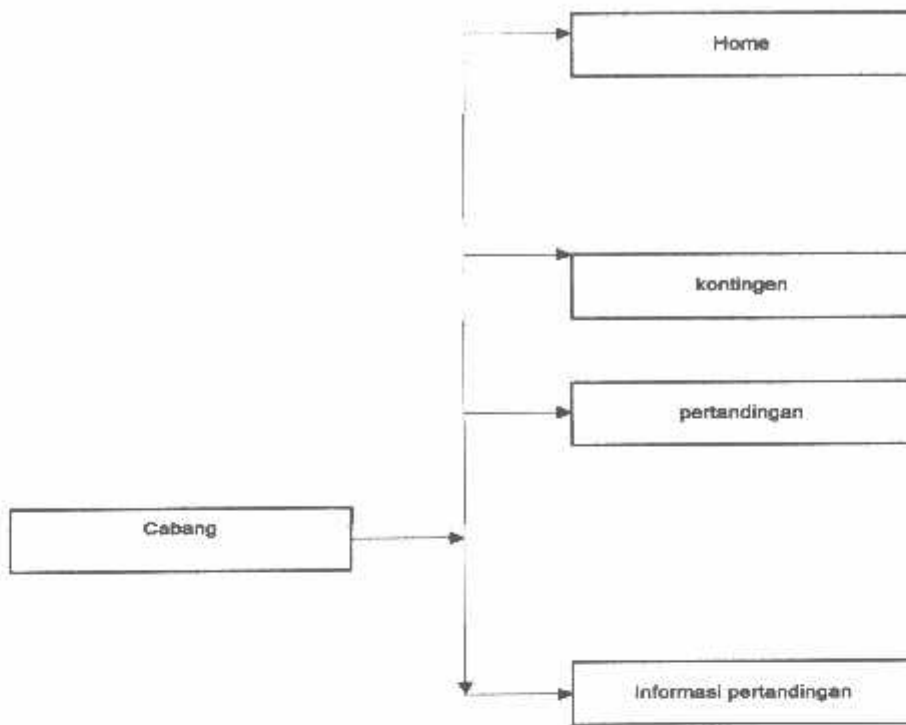 Home
kontingen
pertandingan
Cabang
Informasi pertandingan